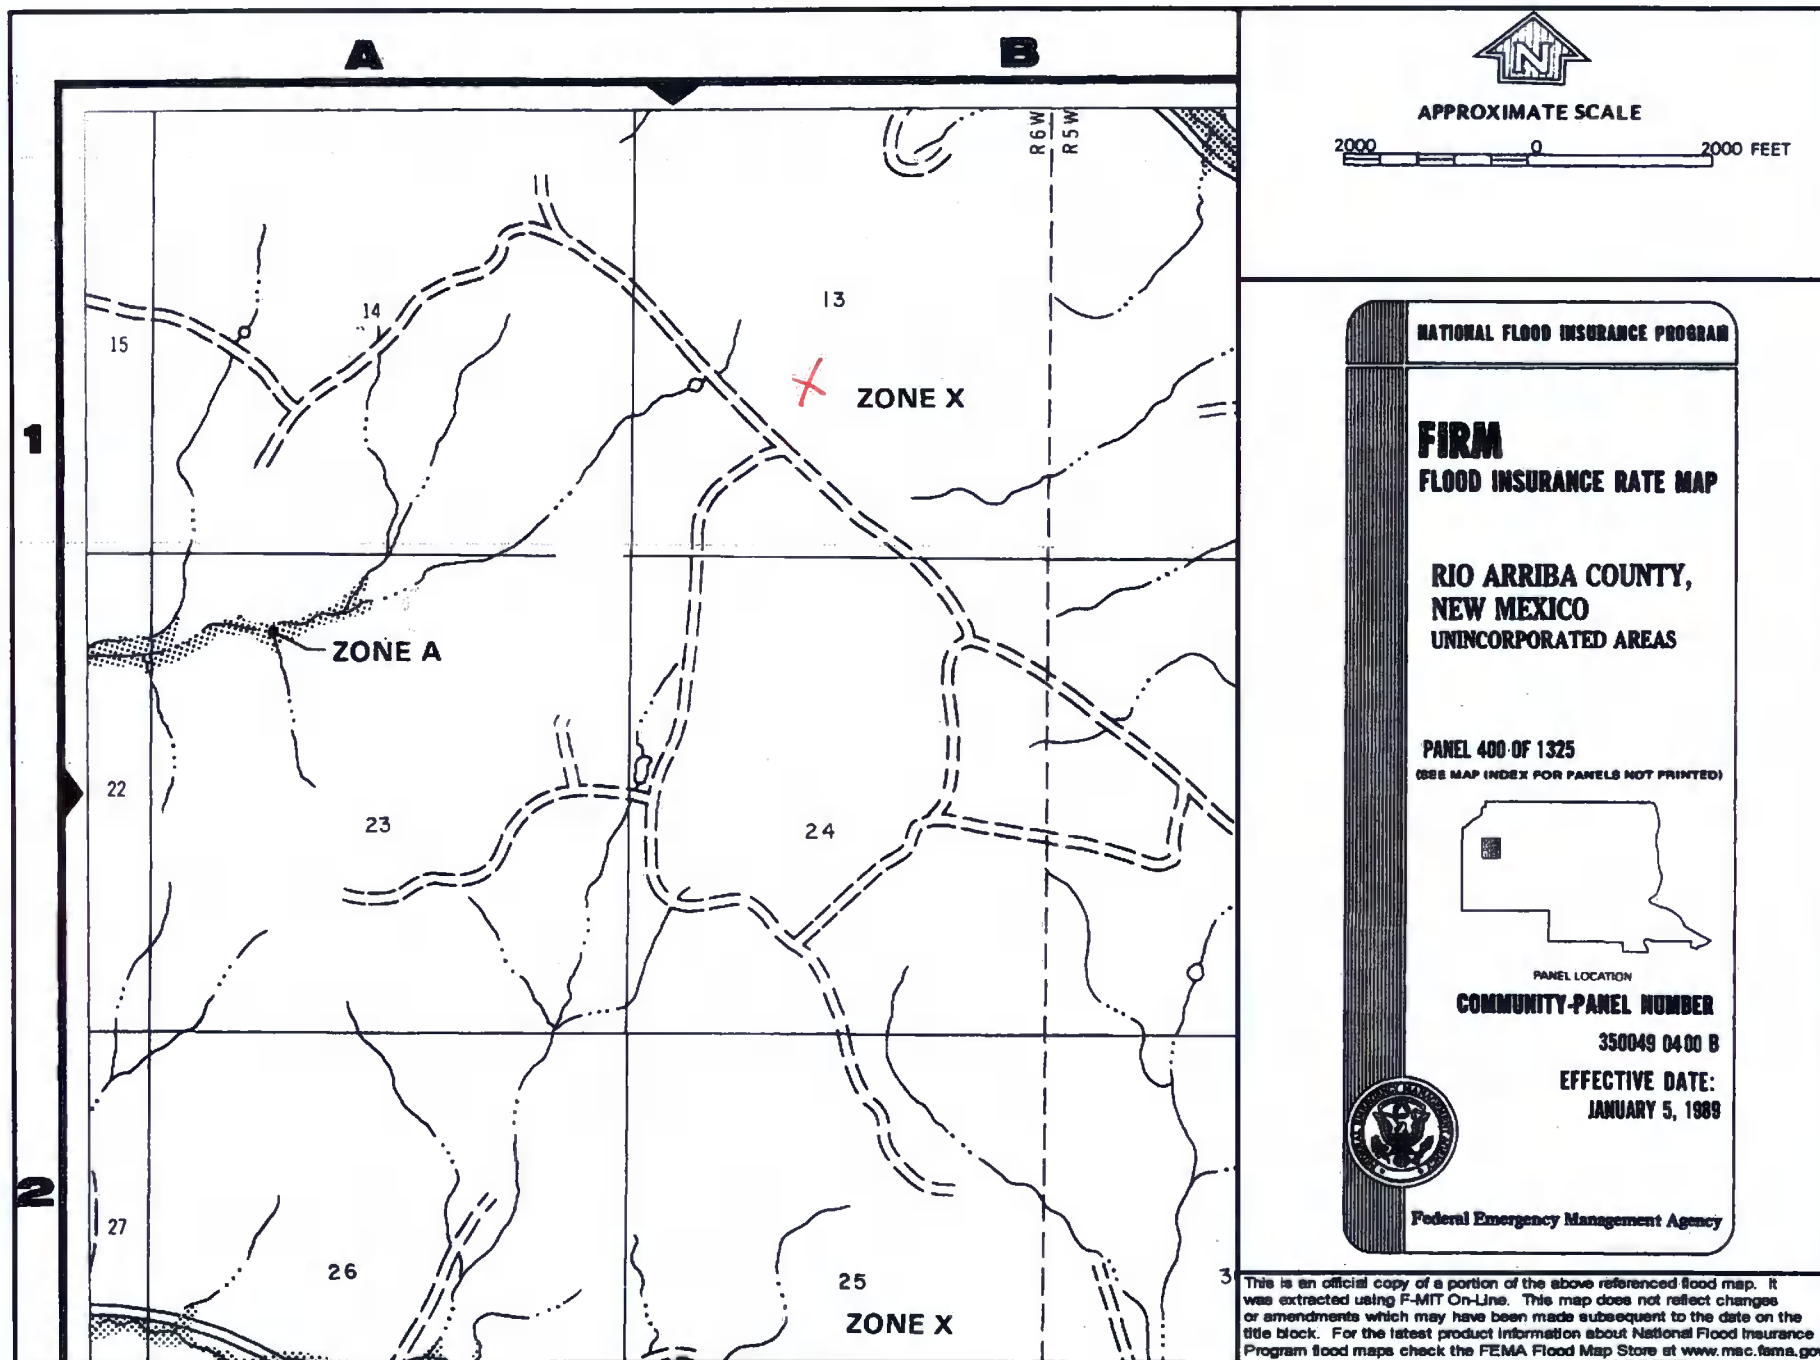 A
B
R6W
R5W
14
13
15
ZONE X
1
ZONE A
22
23
24
2
27
26
25
ZONE X
N
APPROXIMATE SCALE
2000 0 2000 FEET
NATIONAL FLOOD INSURANCE PROGRAM
FIRM
FLOOD INSURANCE RATE MAP
RIO ARRIBA COUNTY,
NEW MEXICO
UNINCORPORATED AREAS
PANEL 400 OF 1325
(SEE MAP INDEX FOR PANELS NOT PRINTED)
PANEL LOCATION
COMMUNITY-PANEL NUMBER
350049 0400 B
EFFECTIVE DATE:
JANUARY 5, 1989
Federal Emergency Management Agency
This is an official copy of a portion of the above referenced flood map. It
was extracted using F-MIT On-Line. This map does not reflect changes
or amendments which may have been made subsequent to the date on the
title block. For the latest product information about National Flood Insurance
Program flood maps check the FEMA Flood Map Store at www.msc.fema.gov